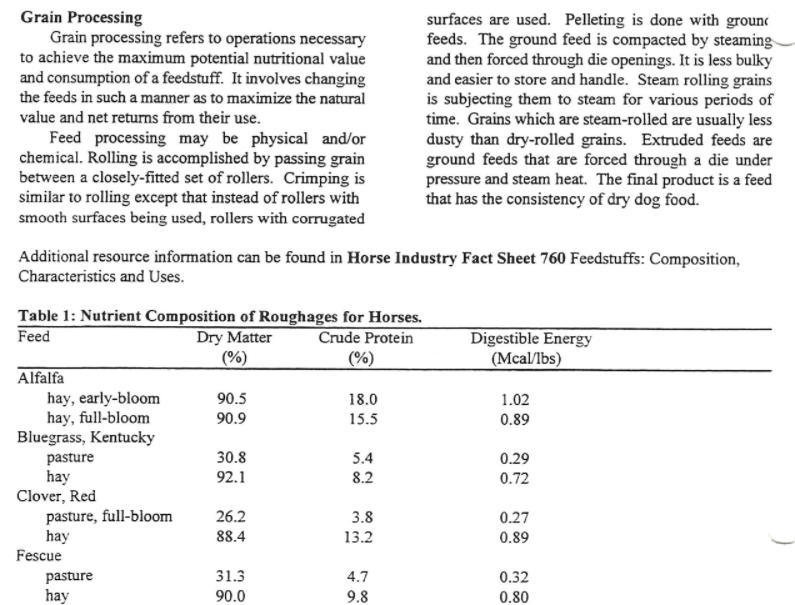 Grain Processing
Grain processing refers to operations necessary
to achieve the maximum potential nutritional value
and consumption of a feedstuff. It involves changing
the feeds in such a manner as to maximize the natural
value and net returns from their use.
Feed processing may be physical and/or
chemical. Rolling is accomplished by passing grain
between a closely-fitted set of rollers. Crimping is
similar to rolling except that instead of rollers with
smooth surfaces being used, rollers with corrugated
surfaces are used. Pelleting is done with
feeds. The ground feed is compacted by steaming
and then forced through die openings. It is less bulky
and easier to store and handle. Steam rolling grains
is subjecting them to steam for various periods of
time. Grains which are steam-rolled are usually less
dusty than dry-rolled grains. Extruded feeds are
ground feeds that are forced through a die under
pressure and steam heat. The final product is a feed
that has the consistency of dry dog food.
Additional resource information can be found in Horse Industry Fact Sheet 760 Feedstuffs: Composition,
Characteristics and Uses.
Table 1: Nutrient Composition of Roughages for Horses.
Feed Dry Matter Crude Protein Digestible Energy
(%) (%) (Mcal/lbs)
Alfalfa
hay, early-bloom 90.5 18.0 1.02
hay, full-bloom 90.9 15.5 0.89
Bluegrass, Kentucky
pasture 30.8 5.4 0.29
hay 92.1 8.2 0.72
Clover, Red
pasture, full-bloom 26.2 3.8 0.27
hay 88.4 13.2 0.89
Fescue
pasture 31.3 4.7 0.32
hay 90.0 9.8 0.80